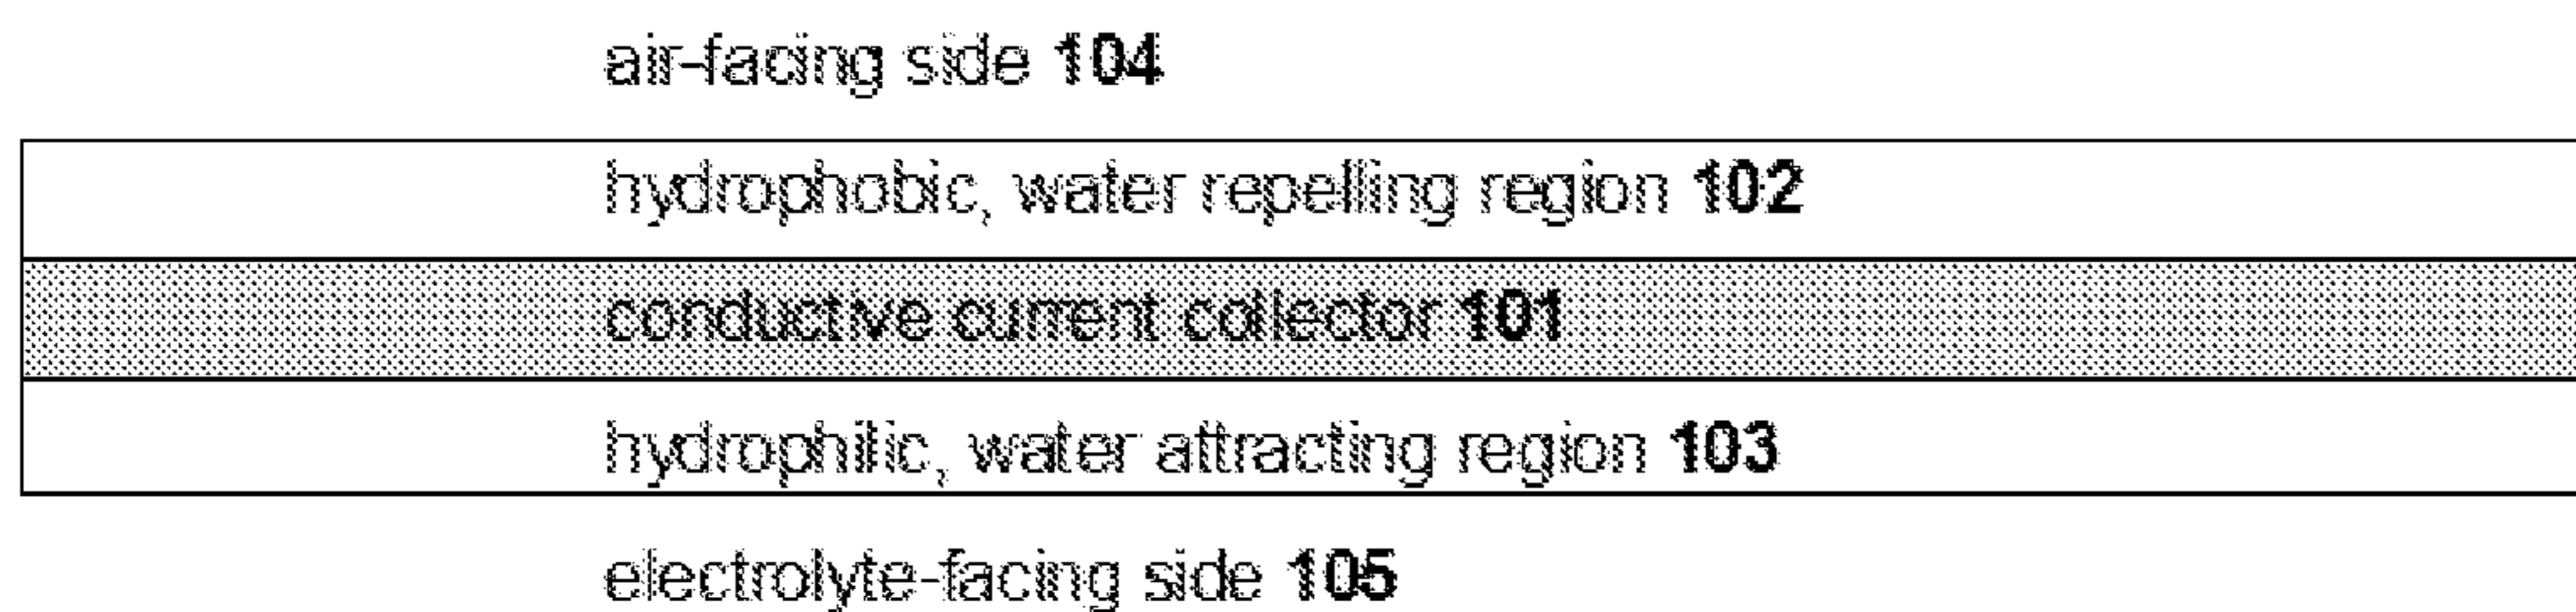 air-facing side 104
hydrophobic, water repelling region 102
conductive current collector 101
hydrophilic, water attracting region 103
electrolyte-facing side 105